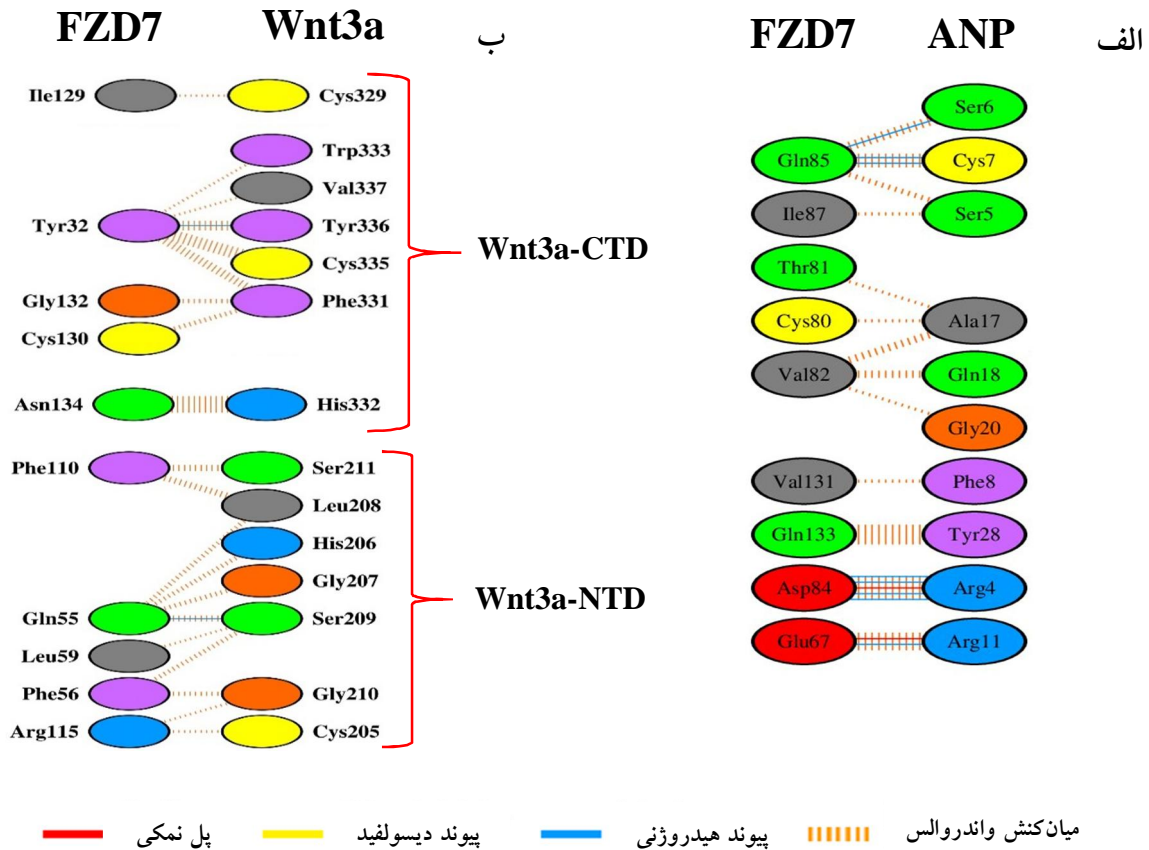 FZD7 Wnt3a ب
Ile129 Cys329
Trp333
Val337
Tyr32 Tyr336
Cys335
Gly132 Phe331
Cys130
Asn134 His332
Wnt3a-CTD
Phe110 Ser211
Leu208
His206
Gly207
Gln55 Ser209
Leu59
Phe56 Gly210
Arg115 Cys205
Wnt3a-NTD
FZD7 ANP الف
Ser6
Gln85 Cys7
Ile87 Ser5
Thr81
Cys80 Ala17
Val82 Gln18
Gly20
Val131 Phe8
Gln133 Tyr28
Asp84 Arg4
Glu67 Arg11
میان‌کنش واندروالس پیوند هیدروژنی پیوند دیسولفید پل نمکی